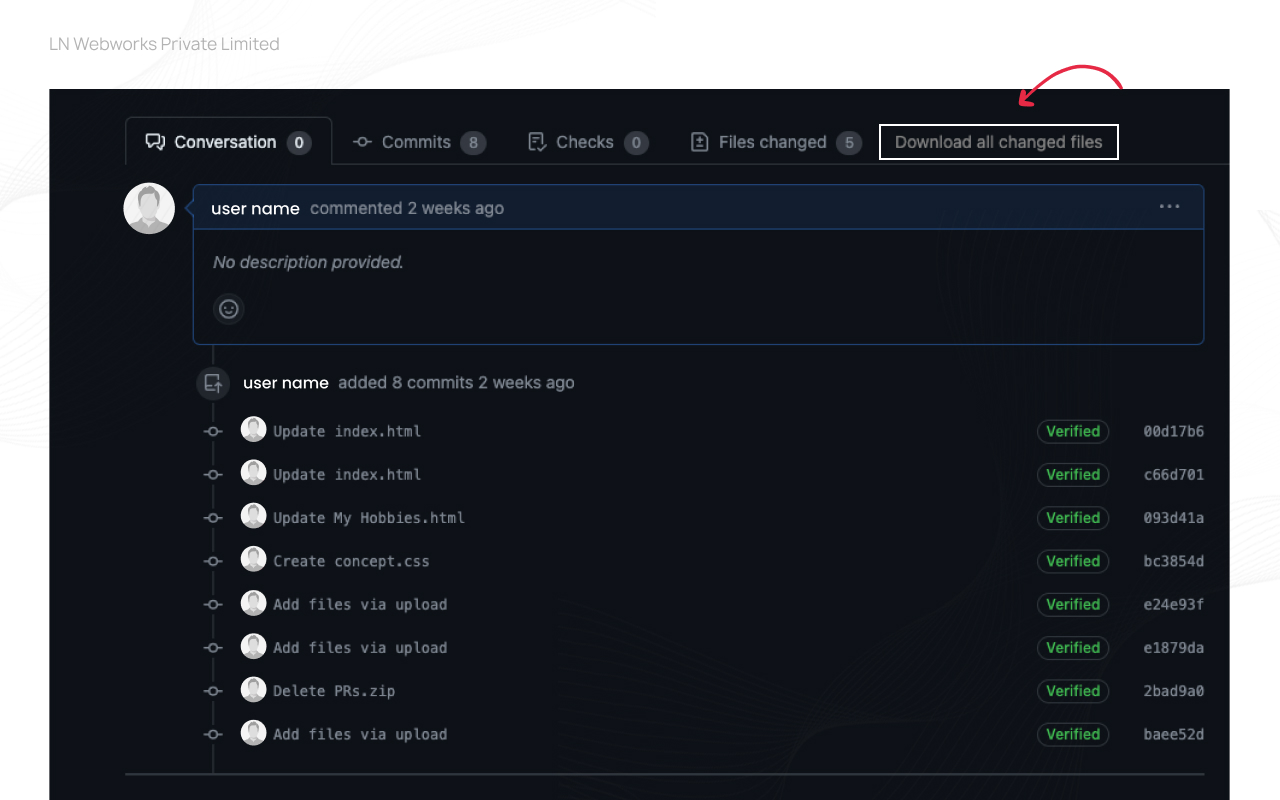 LN Webworks Private Limited
Conversation 0 Commits 8 Checks 0 Files changed 5 Download all changed files
user name commented 2 weeks ago
No description provided.
user name added 8 commits 2 weeks ago
Update index.html Verified 00d17b6
Update index.html Verified c66d701
Update My Hobbies.html Verified 093d41a
Create concept.css Verified bc3854d
Add files via upload Verified e24e93f
Add files via upload Verified e1879da
Delete PRs.zip Verified 2bad9a0
Add files via upload Verified baee52d